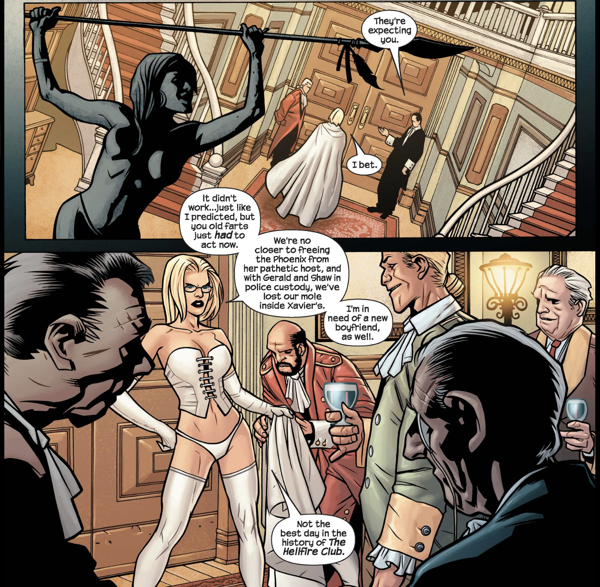 They're
expecting
you.
I bet.
It didn't
work...just like
I predicted, but
you old farts
just had to
act now.
We're no
closer to freeing
the Phoenix from
her pathetic host, and
with Gerald and Shaw in
police custody, we've
lost our mole
inside Xavier's.
I'm in
need of a new
boyfriend,
as well.
Not the
best day in the
history of The
Hellfire Club.